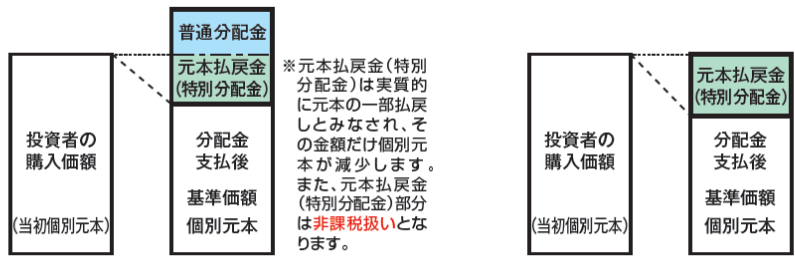 普通分配金
元本払戻金
(特別分配金)
投資者の
購入価額
(当初個別元本)
分配金
支払後
基準価額
個別元本
※元本払戻金(特別
分配金)は実質的
に元本の一部払戻
しとみなされ、そ
の金額だけ個別元
本が減少します。
また、元本払戻金
(特別分配金)部分
は非課税扱いとな
ります。
投資者の
購入価額
(当初個別元本)
元本払戻金
(特別分配金)
分配金
支払後
基準価額
個別元本